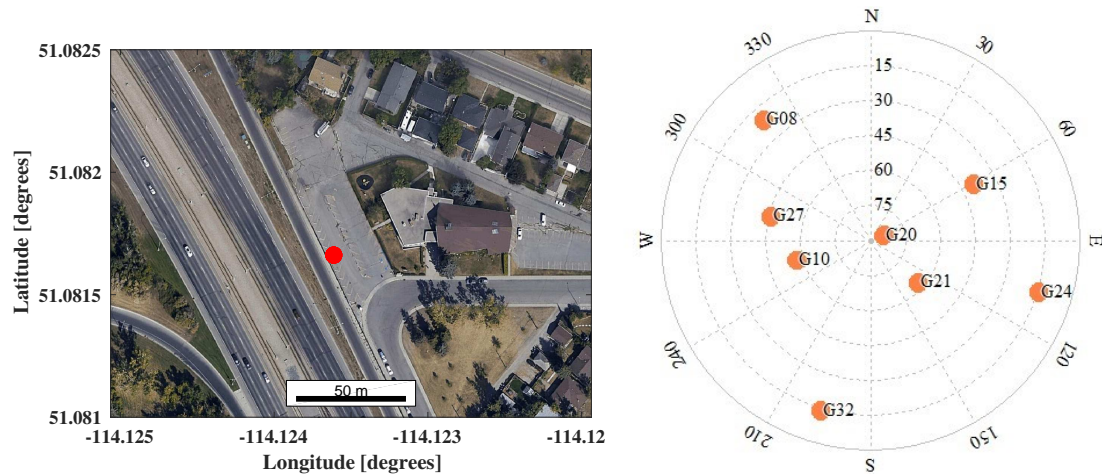 51.0825
51.082
51.0815
51.081
Latitude [degrees]
-114.125
-114.124
-114.123
-114.12
Longitude [degrees]
50 m
N
30
60
E
120
150
S
210
240
W
300
330
15
30
45
60
75
G08
G15
G27
G20
G10
G21
G24
G32